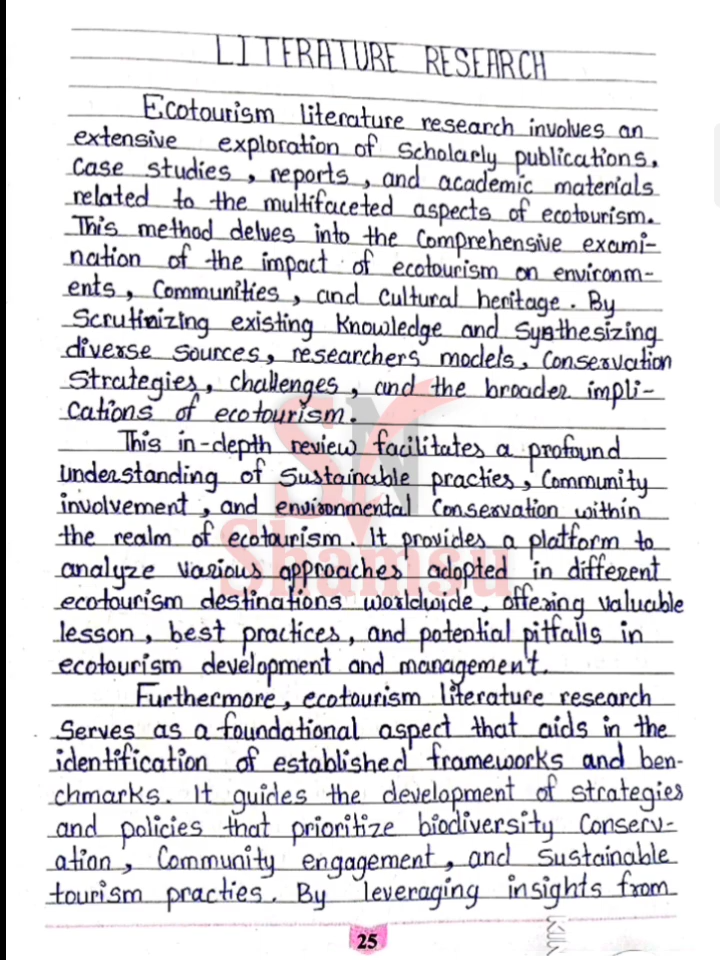 LITERATURE RESEARCH
Ecotourism literature research involves an
extensive exploration of scholarly publications,
case studies, reports, and academic materials
related to the multifaceted aspects of ecotourism.
This method delves into the comprehensive exami-
nation of the impact of ecotourism on environm-
ents, communities, and cultural heritage. By
scrutinizing existing knowledge and synthesizing
diverse sources, researchers models, conservation
strategies, challenges, and the broader impli-
cations of ecotourism.
This in-depth review facilitates a profound
understanding of sustainable practies, community
involvement, and environmental conservation within
the realm of ecotourism. It provides a platform to
analyze various approaches adopted in different
ecotourism destinations worldwide, offering valuable
lesson, best practices, and potential pitfalls in
ecotourism development and management.
Furthermore, ecotourism literature research
serves as a foundational aspect that aids in the
identification of established frameworks and ben-
chmarks. It guides the development of strategies
and policies that prioritize biodiversity conserv-
ation, community engagement, and sustainable
tourism practies. By leveraging insights from
25
SN
Shamsu